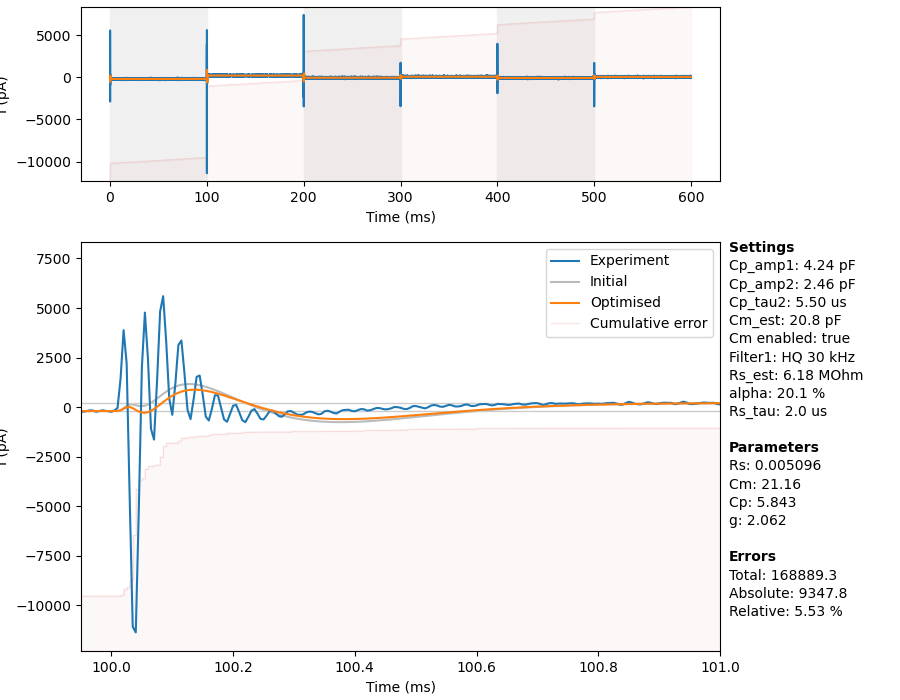 5000
0
−5000
−10000
I (pA)
0 100 200 300 400 500 600
Time (ms)
7500
5000
2500
0
−2500
−5000
−7500
−10000
I (pA)
100.0 100.2 100.4 100.6 100.8 101.0
Time (ms)
Experiment
Initial
Optimised
Cumulative error
Settings
Cp_amp1: 4.24 pF
Cp_amp2: 2.46 pF
Cp_tau2: 5.50 us
Cm_est: 20.8 pF
Cm enabled: true
Filter1: HQ 30 kHz
Rs_est: 6.18 MOhm
alpha: 20.1 %
Rs_tau: 2.0 us
Parameters
Rs: 0.005096
Cm: 21.16
Cp: 5.843
g: 2.062
Errors
Total: 168889.3
Absolute: 9347.8
Relative: 5.53 %